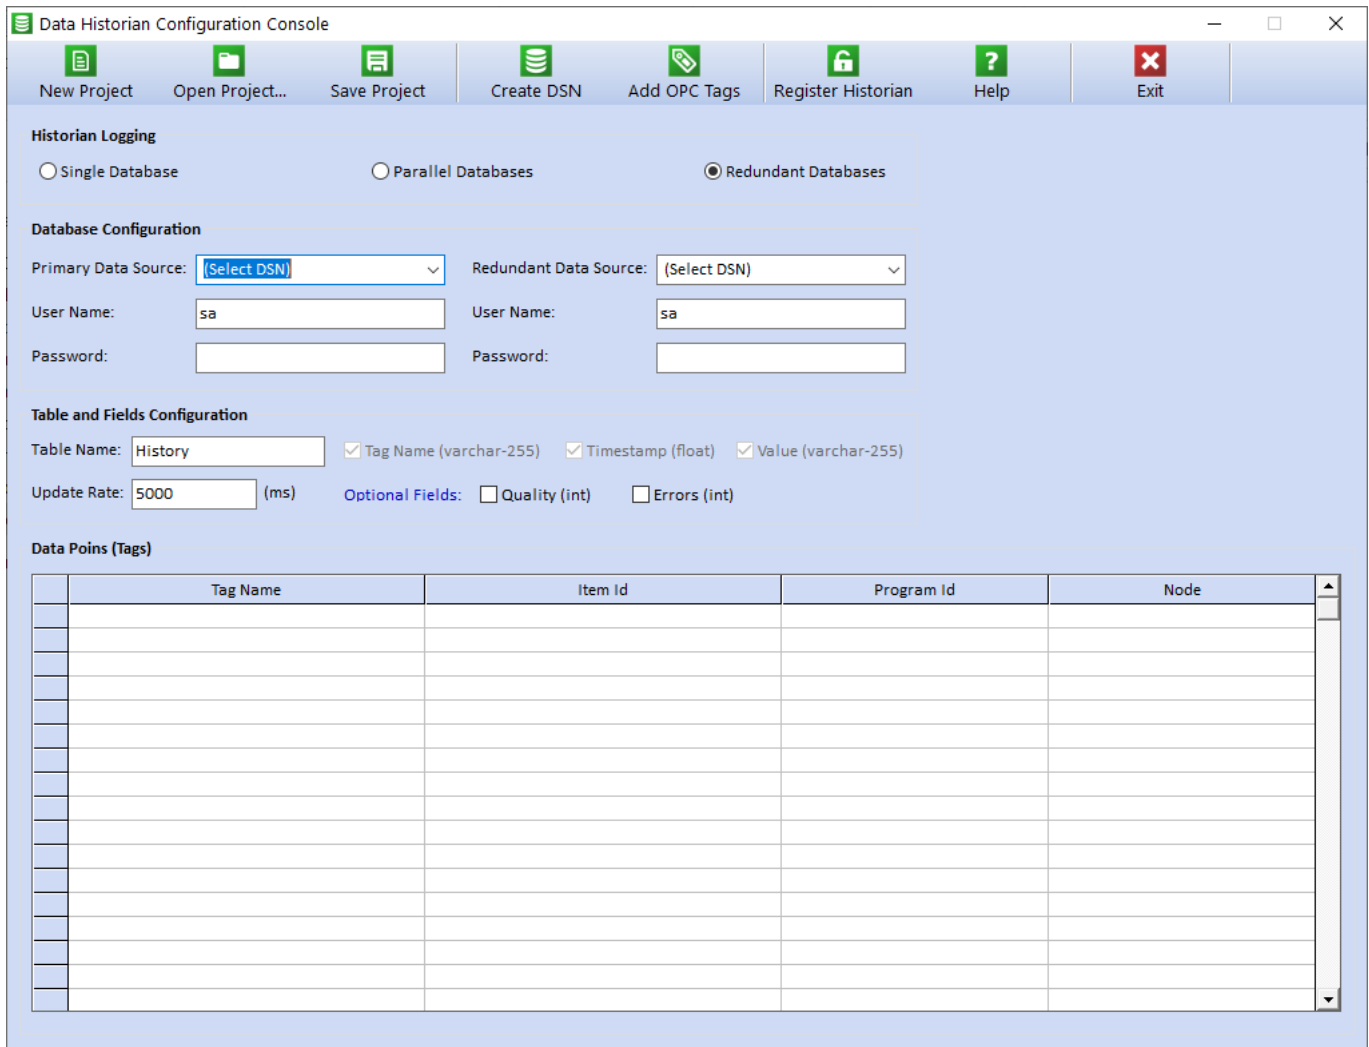 Data Historian Configuration Console
New Project Open Project... Save Project Create DSN Add OPC Tags Register Historian Help Exit
Historian Logging
Single Database Parallel Databases Redundant Databases
Database Configuration
Primary Data Source: (Select DSN) Redundant Data Source: (Select DSN)
User Name: sa User Name: sa
Password: Password:
Table and Fields Configuration
Table Name: History Tag Name (varchar-255) Timestamp (float) Value (varchar-255)
Update Rate: 5000 (ms) Optional Fields: Quality (int) Errors (int)
Data Poins (Tags)
Tag Name Item Id Program Id Node